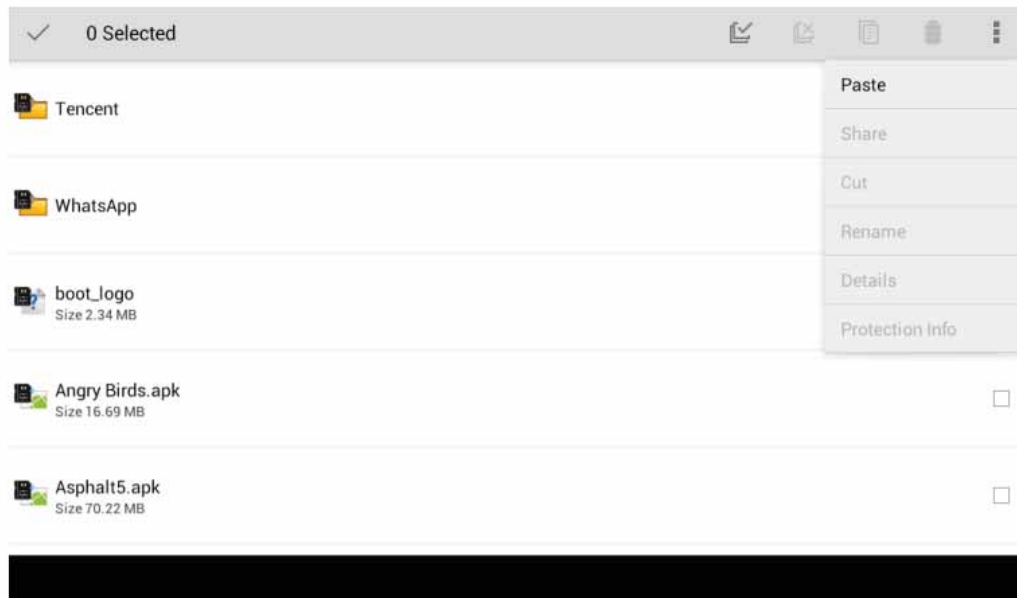 0 Selected
Paste
Share
Cut
Rename
Details
Protection Info
Tencent
WhatsApp
boot_logo
Size 2.34 MB
Angry Birds.apk
Size 16.69 MB
Asphalt5.apk
Size 70.22 MB